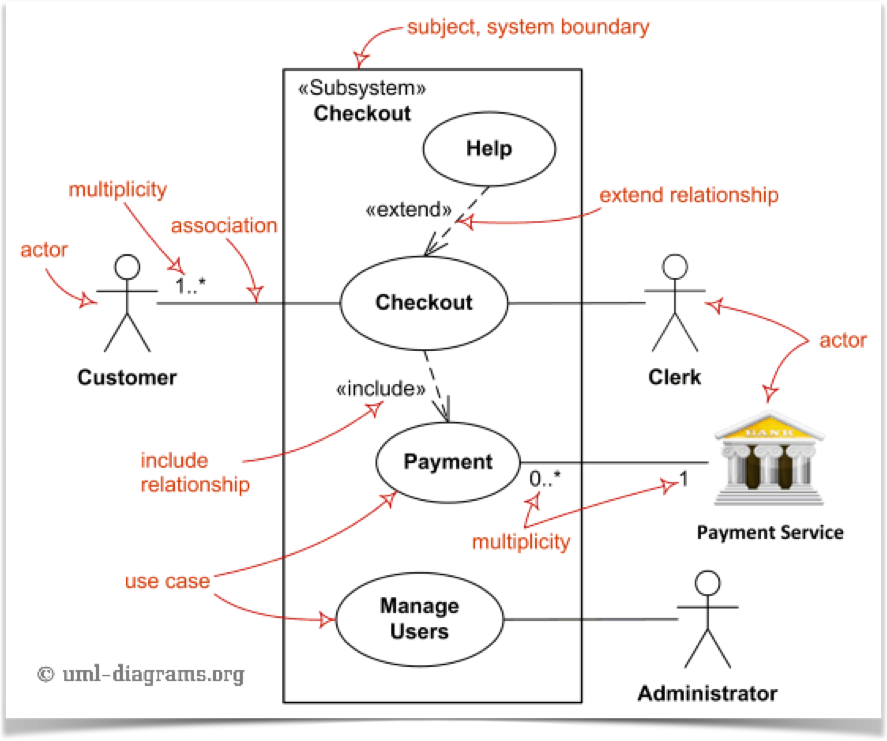 subject, system boundary
«Subsystem»
Checkout
Help
multiplicity
«extend»
extend relationship
association
actor
1..*
Checkout
actor
Customer
Clerk
«include»
BANK
include
relationship
Payment
0..*
1
Payment Service
multiplicity
use case
Manage
Users
© uml-diagrams.org
Administrator